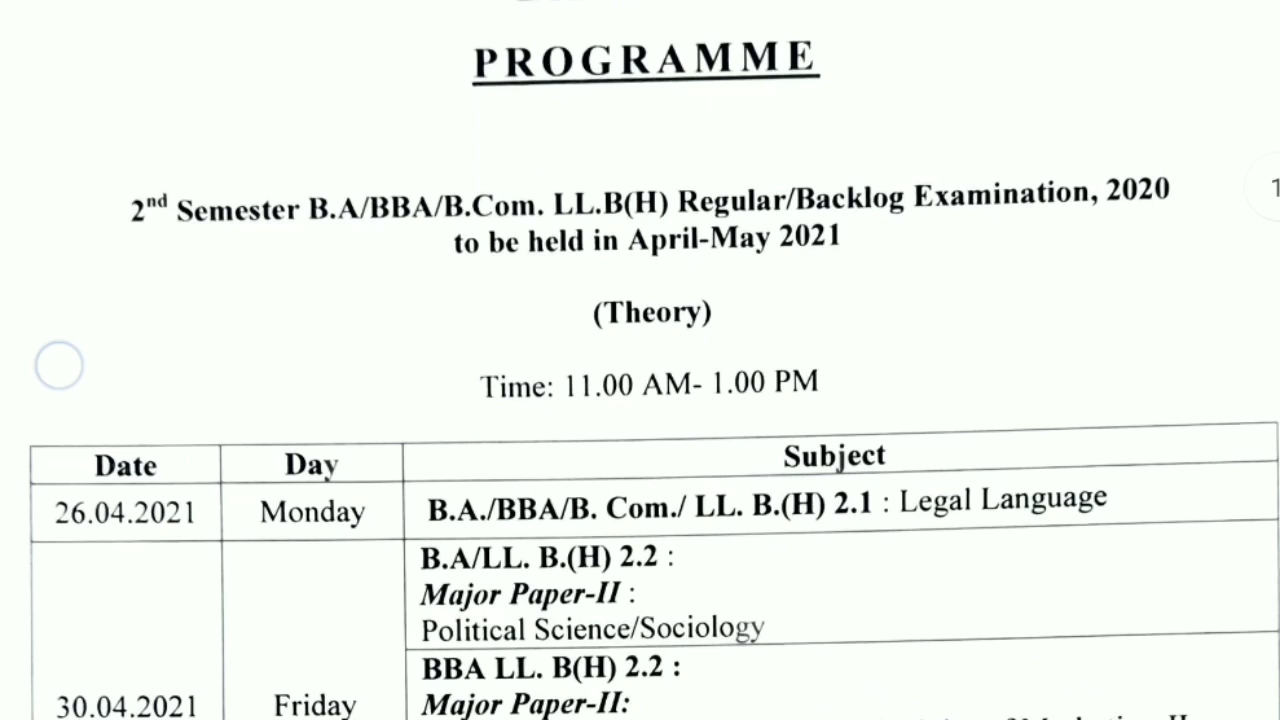 PROGRAMME
2nd Semester B.A/BBA/B.Com. LL.B(H) Regular/Backlog Examination, 2020
to be held in April-May 2021
(Theory)
Time: 11.00 AM- 1.00 PM
1
Date Day Subject
26.04.2021 Monday B.A./BBA/B. Com./ LL. B.(H) 2.1 : Legal Language
B.A/LL. B.(H) 2.2 :
Major Paper-II :
Political Science/Sociology
BBA LL. B(H) 2.2 :
30.04.2021 Friday Major Paper-II: